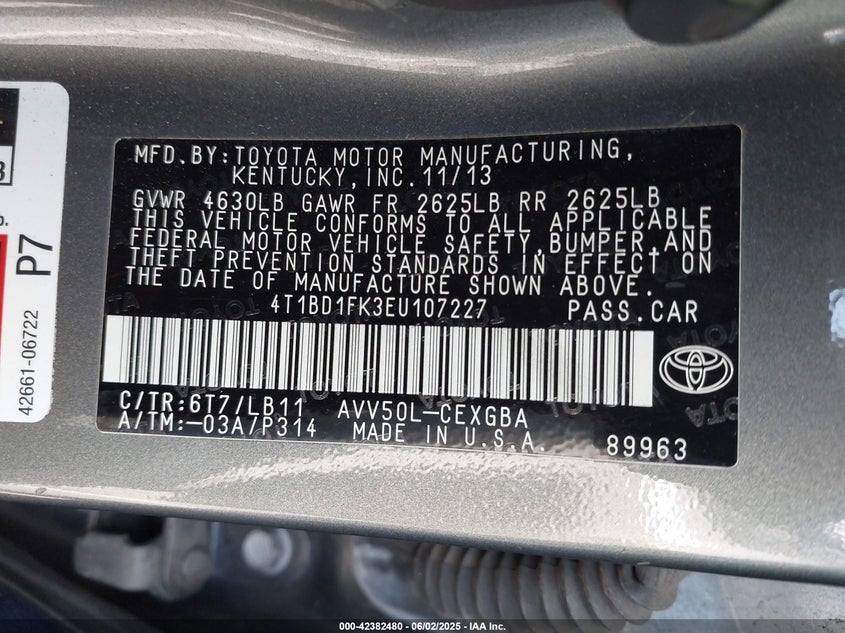 MFD.BY:TOYOTA MOTOR MANUFACTURING,
KENTUCKY,INC.11/13
GVWR 4630LB GAWR FR 2625LB RR 2625LB
THIS VEHICLE CONFORMS TO ALL APPLICABLE
FEDERAL MOTOR VEHICLE SAFETY,BUMPER,AND
THEFT PREVENTION STANDARDS IN EFFECT ON
THE DATE OF MANUFACTURE SHOWN ABOVE.
4T1BD1FK3EU107227 PASS.CAR
C/TR:6T7/LB11 AVV50L-CEXGBA
A/TM:-03A/P314 MADE IN U.S.A. 89963
P7
42661-06722
000-42382480 - 06/02/2025 - IAA Inc.